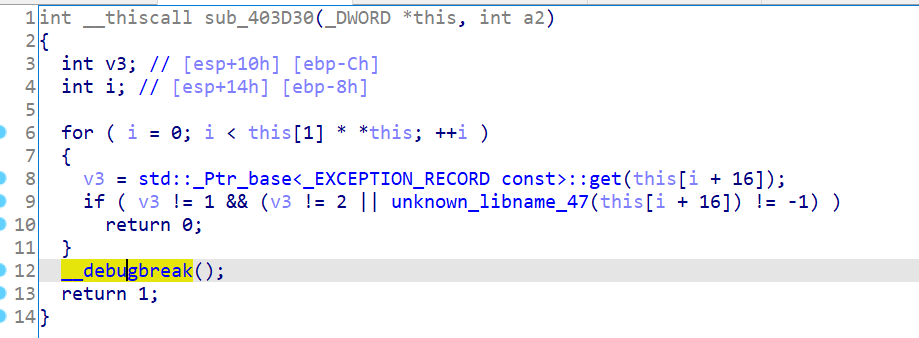 1 int __thiscall sub_403D30(_DWORD *this, int a2)
2 {
3 int v3; // [esp+10h] [ebp-Ch]
4 int i; // [esp+14h] [ebp-8h]
5
6 for ( i = 0; i < this[1] * *this; ++i )
7 {
8 v3 = std::_Ptr_base<_EXCEPTION_RECORD const>::get(this[i + 16]);
9 if ( v3 != 1 && (v3 != 2 || unknown_libname_47(this[i + 16]) != -1) )
10 return 0;
11 }
12 __debugbreak();
13 return 1;
14 }